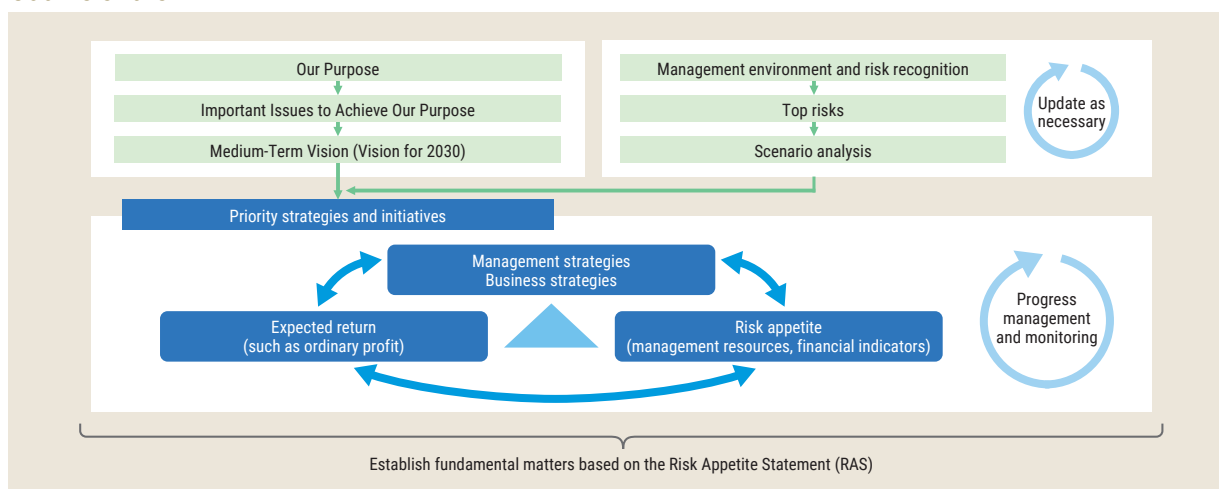 Our Purpose
Important Issues to Achieve Our Purpose
Medium-Term Vision (Vision for 2030)
Management environment and risk recognition
Top risks
Scenario analysis
Update as
necessary
Priority strategies and initiatives
Management strategies
Business strategies
Expected return
(such as ordinary profit)
Risk appetite
(management resources, financial indicators)
Progress
management
and monitoring
Establish fundamental matters based on the Risk Appetite Statement (RAS)